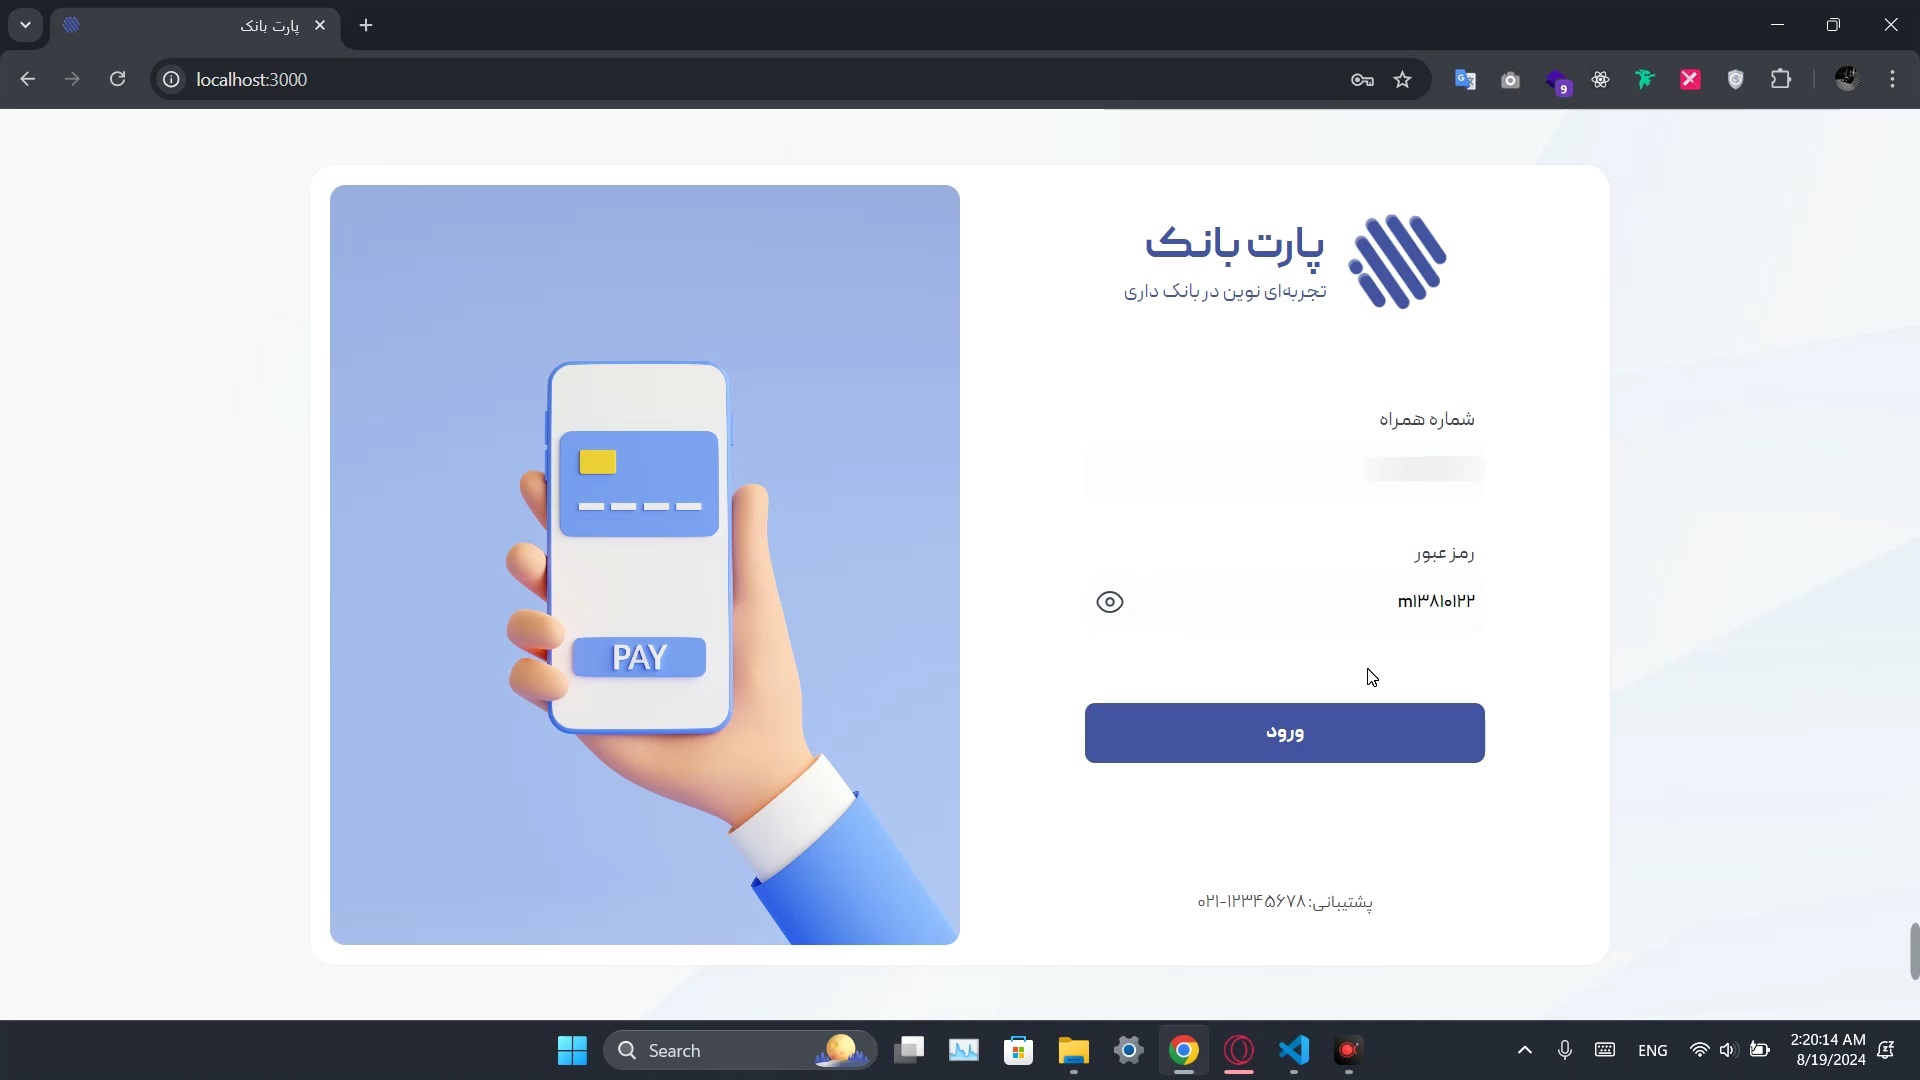 پارت بانک
localhost:3000
9
پارت بانک
تجربه‌ای نوین در بانک داری
شماره همراه
رمز عبور
m۱۳۸۱۰۱۲۲
ورود
پشتیبانی: ۰۲۱-۱۲۳۴۵۶۷۸
PAY
Search
ENG
2:20:14 AM
8/19/2024